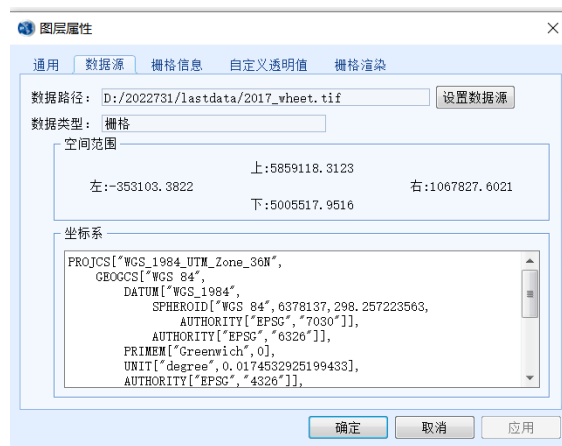 图层属性
通用 数据源 栅格信息 自定义透明值 栅格渲染
数据路径: D:/2022731/lastdata/2017_wheet.tif 设置数据源
数据类型: 栅格
空间范围
上:5859118.3123
左:-353103.3822 右:1067827.6021
下:5005517.9516
坐标系
PROJCS["WGS_1984_UTM_Zone_36N",
GEOGCS["WGS 84",
DATUM["WGS_1984",
SPHEROID["WGS 84",6378137,298.257223563,
AUTHORITY["EPSG","7030"]],
AUTHORITY["EPSG","6326"]],
PRIMEM["Greenwich",0],
UNIT["degree",0.0174532925199433],
AUTHORITY["EPSG","4326"]],
确定 取消 应用